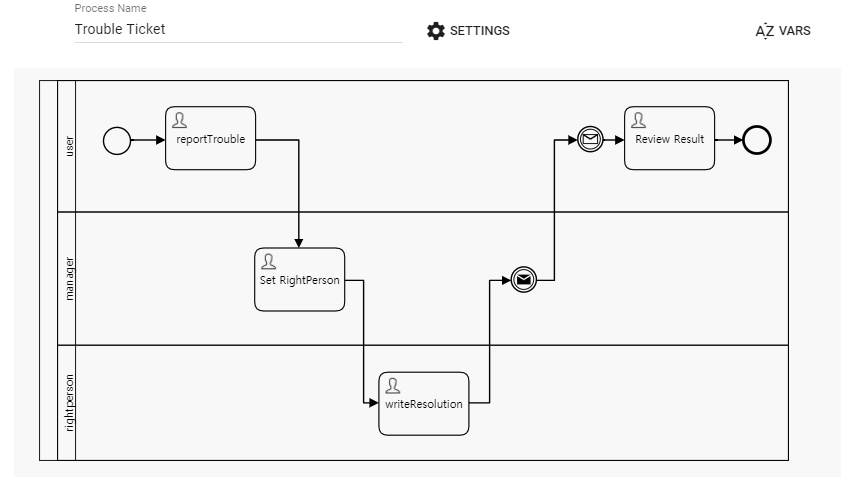 Process Name
Trouble Ticket
SETTINGS
AZ VARS
user
reportTrouble
Review Result
manager
Set RightPerson
rightperson
writeResolution